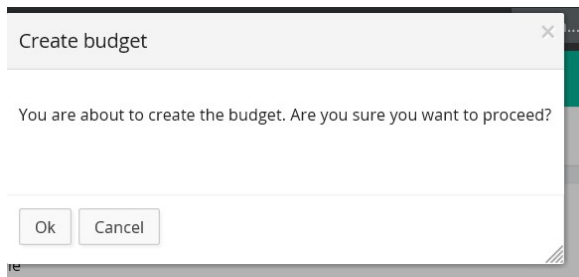 Create budget
You are about to create the budget. Are you sure you want to proceed?
Ok
Cancel